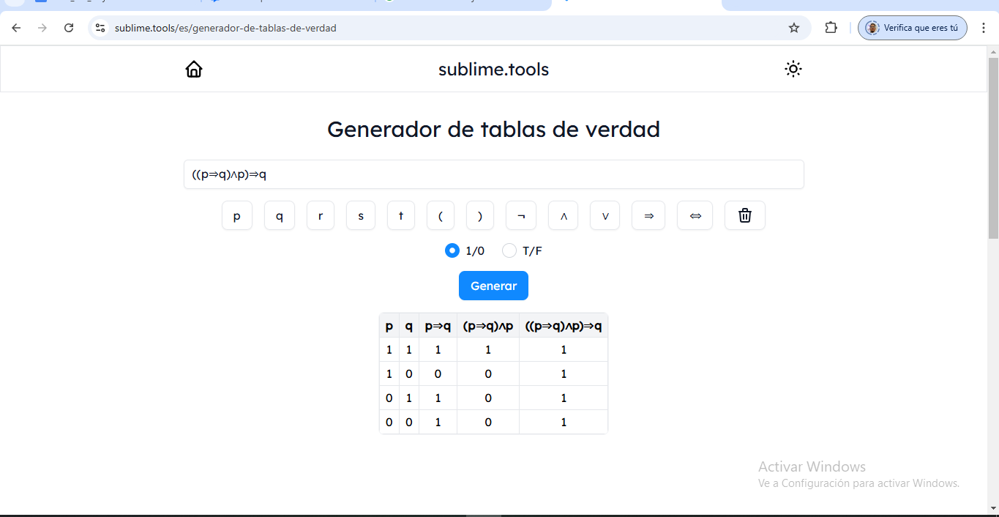 sublime.tools/es/generador-de-tablas-de-verdad
Verifica que eres tú
sublime.tools
Generador de tablas de verdad
((p⇒q)∧p)⇒q
p q r s t ( ) ¬ ∧ ∨ ⇒ ⇔
1/0 T/F
Generar
p q p⇒q (p⇒q)∧p ((p⇒q)∧p)⇒q
1 1 1 1 1
1 0 0 0 1
0 1 1 0 1
0 0 1 0 1
Activar Windows
Ve a Configuración para activar Windows.